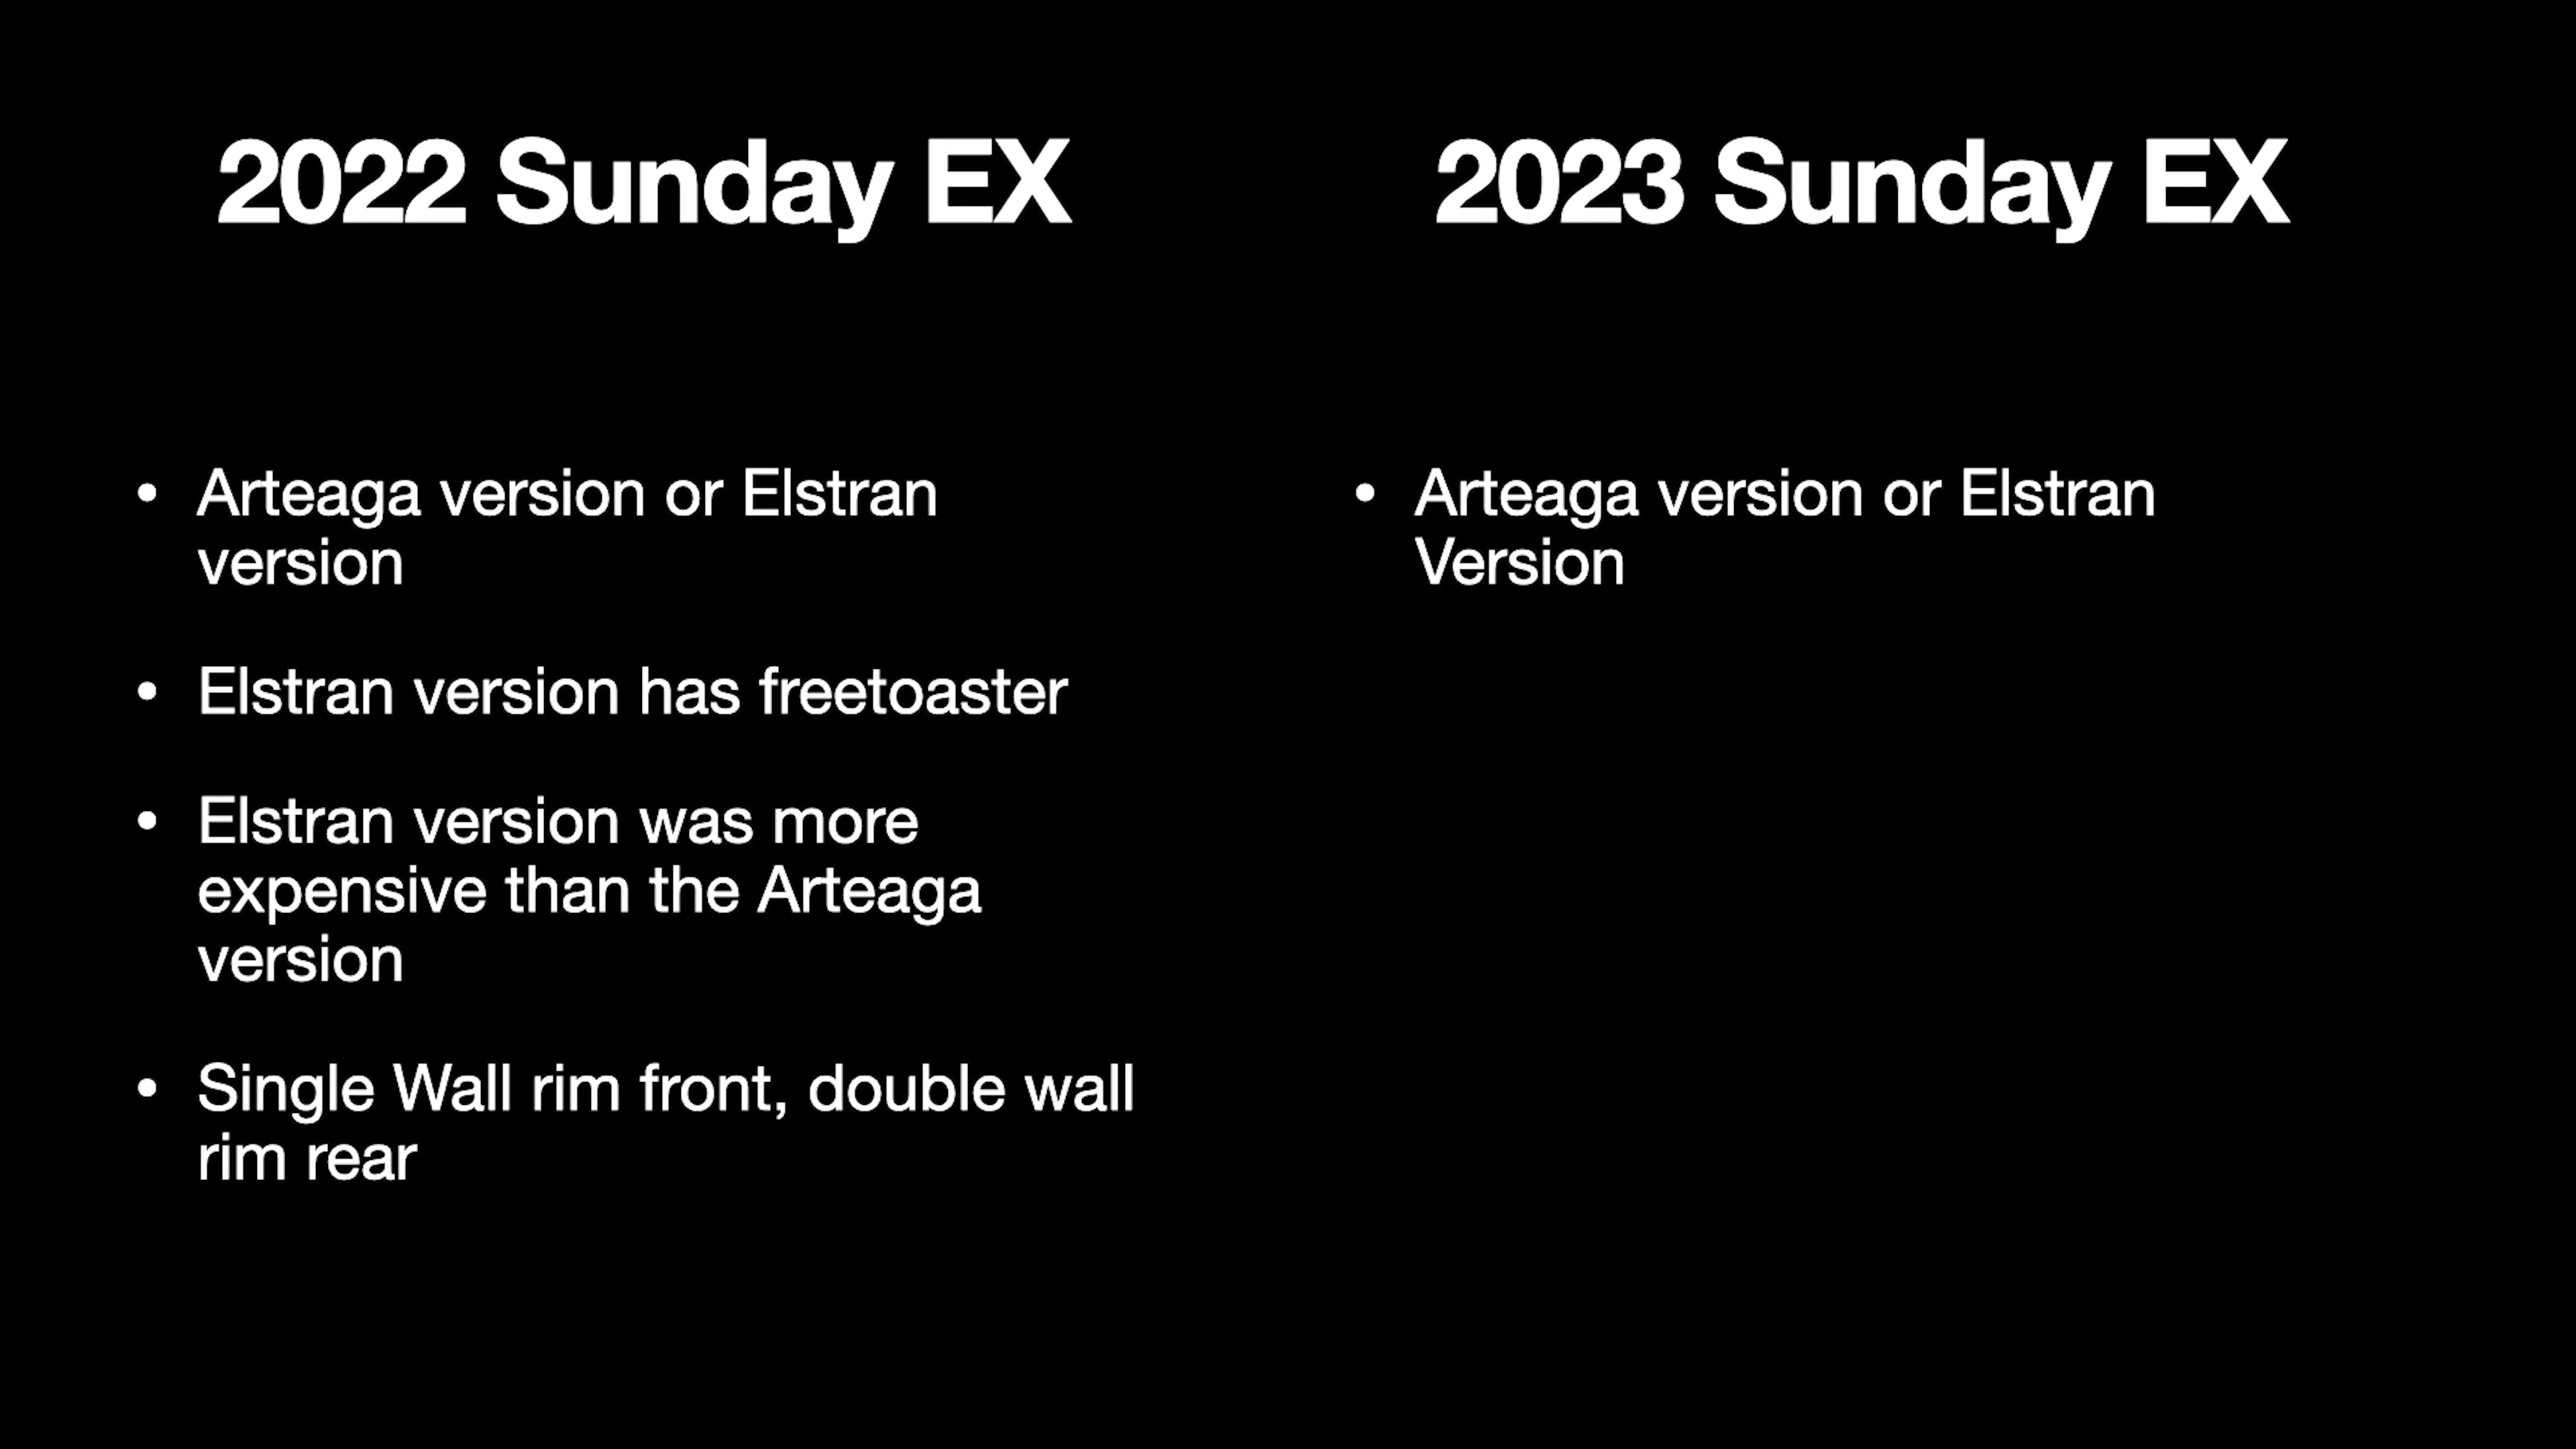 2022 Sunday EX
• Arteaga version or Elstran
version
• Elstran version has freetoaster
• Elstran version was more
expensive than the Arteaga
version
• Single Wall rim front, double wall
rim rear
2023 Sunday EX
• Arteaga version or Elstran
Version